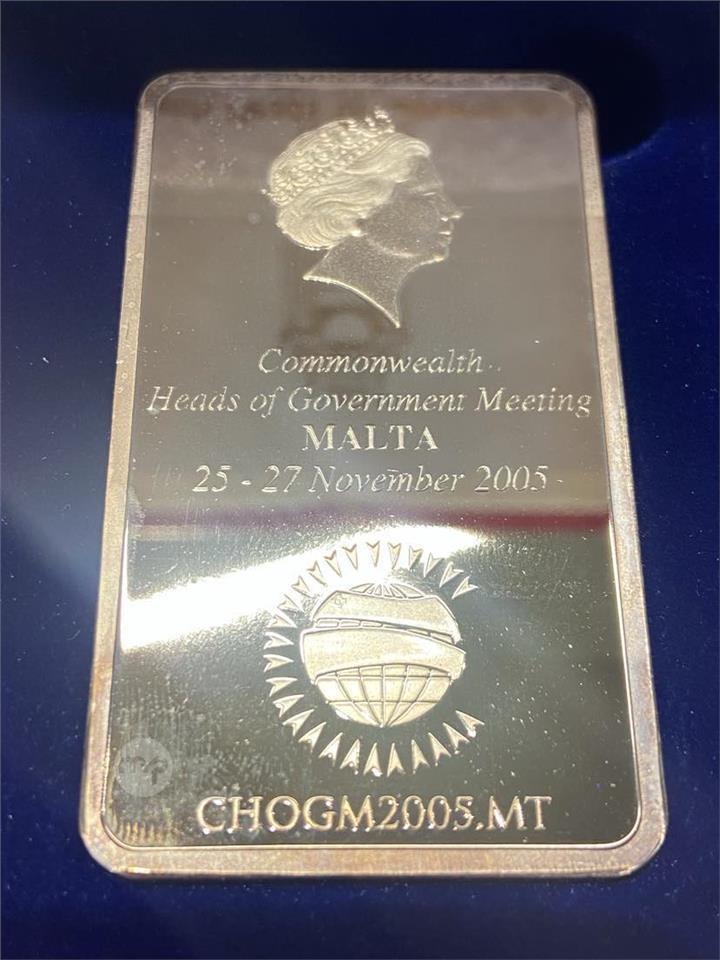 Commonwealth
Heads of Government Meeting
MALTA
25 - 27 November 2005
CHOGM2005.MT